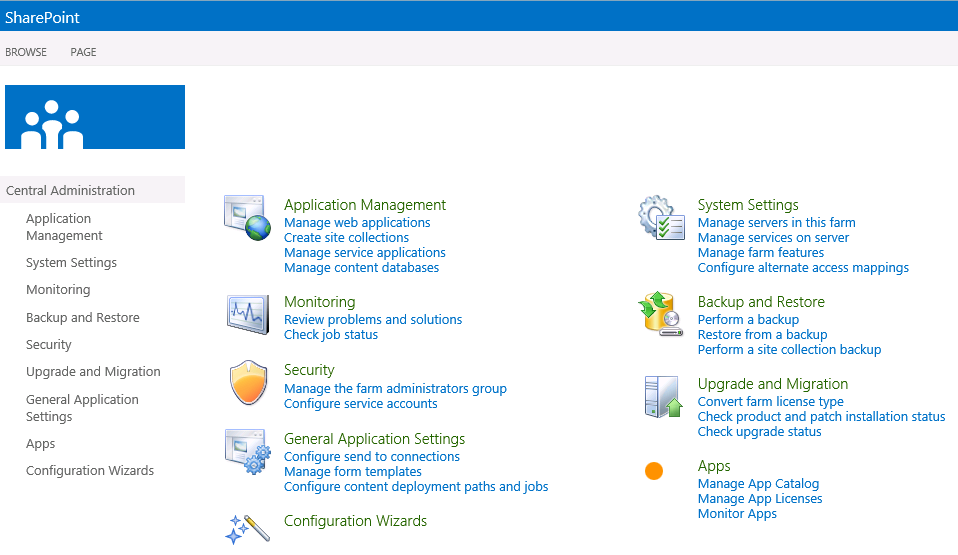 SharePoint
BROWSE PAGE
Central Administration
Application
Management
System Settings
Monitoring
Backup and Restore
Security
Upgrade and Migration
General Application
Settings
Apps
Configuration Wizards
Application Management
Manage web applications
Create site collections
Manage service applications
Manage content databases
Monitoring
Review problems and solutions
Check job status
Security
Manage the farm administrators group
Configure service accounts
General Application Settings
Configure send to connections
Manage form templates
Configure content deployment paths and jobs
Configuration Wizards
System Settings
Manage servers in this farm
Manage services on server
Manage farm features
Configure alternate access mappings
Backup and Restore
Perform a backup
Restore from a backup
Perform a site collection backup
Upgrade and Migration
Convert farm license type
Check product and patch installation status
Check upgrade status
Apps
Manage App Catalog
Manage App Licenses
Monitor Apps